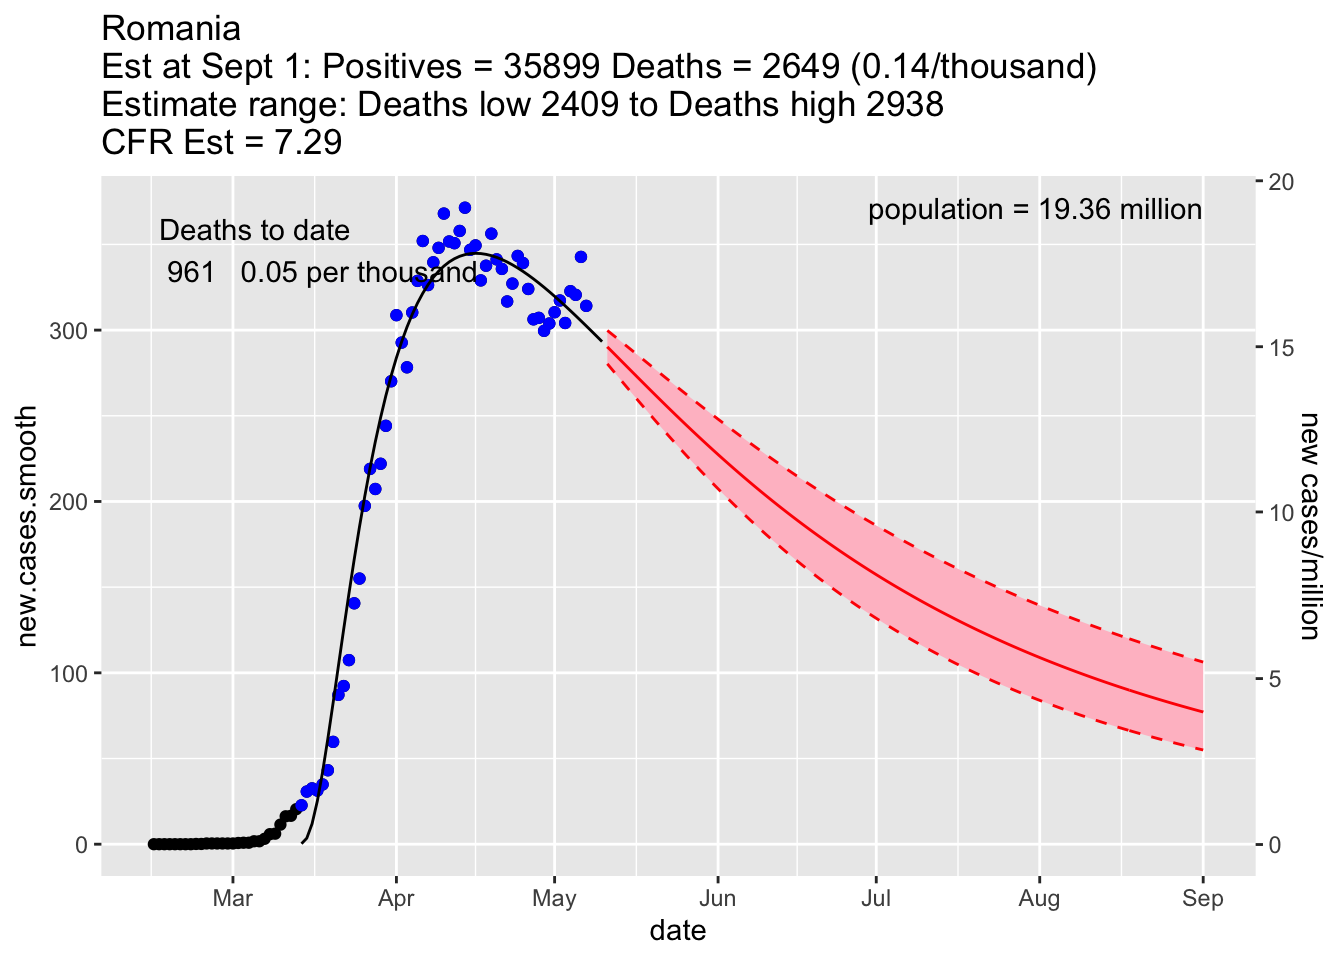 Romania
Est at Sept 1: Positives = 35899 Deaths = 2649 (0.14/thousand)
Estimate range: Deaths low 2409 to Deaths high 2938
CFR Est = 7.29
Deaths to date
961 0.05 per thousand
population = 19.36 million
new.cases.smooth
300
200
100
0
20
15
10
5
0
new cases/million
Mar Apr May Jun Jul Aug Sep
date